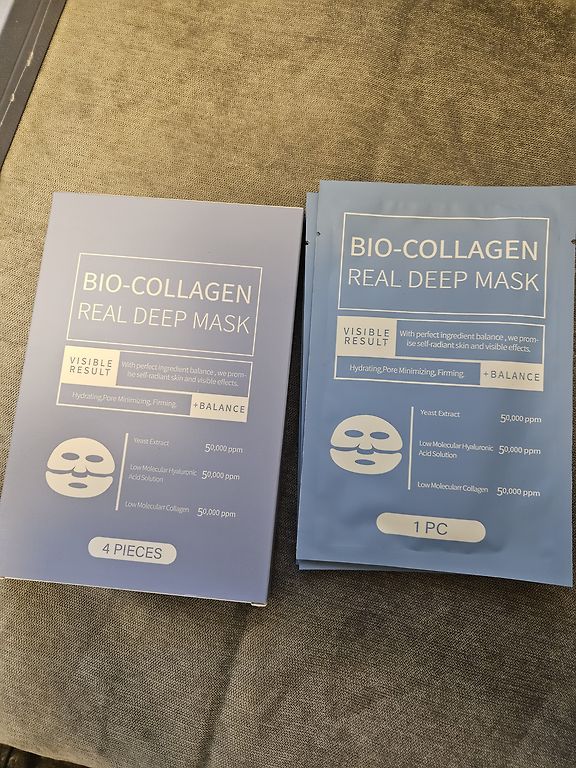 BIO-COLLAGEN
REAL DEEP MASK
VISIBLE
RESULT
With perfect ingredient balance , we prom-
ise self-radiant skin and visible effects.
Hydrating,Pore Minimizing, Firming.
+BALANCE
Yeast Extract 50,000 ppm
Low Molecular Hyaluronic
Acid Solution 50,000 ppm
Low Molecularr Collagen 50,000 ppm
4 PIECES
BIO-COLLAGEN
REAL DEEP MASK
VISIBLE
RESULT
With perfect ingredient balance , we prom-
ise self-radiant skin and visible effects.
Hydrating,Pore Minimizing, Firming.
+BALANCE
Yeast Extract 50,000 ppm
Low Molecular Hyaluronic
Acid Solution 50,000 ppm
Low Molecularr Collagen 50,000 ppm
1 PC